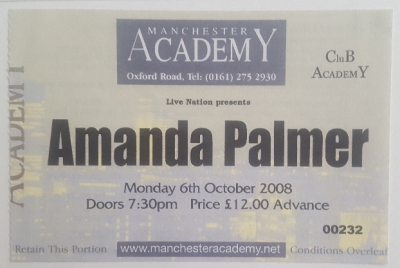 MANCHESTER
ACADEMY
Oxford Road, Tel: (0161) 275 2930
CluB
ACADEMY
ACADEMY
Live Nation presents
Amanda Palmer
Monday 6th October 2008
Doors 7:30pm Price £12.00 Advance
00232
Retain This Portion www.manchesteracademy.net Conditions Overleaf